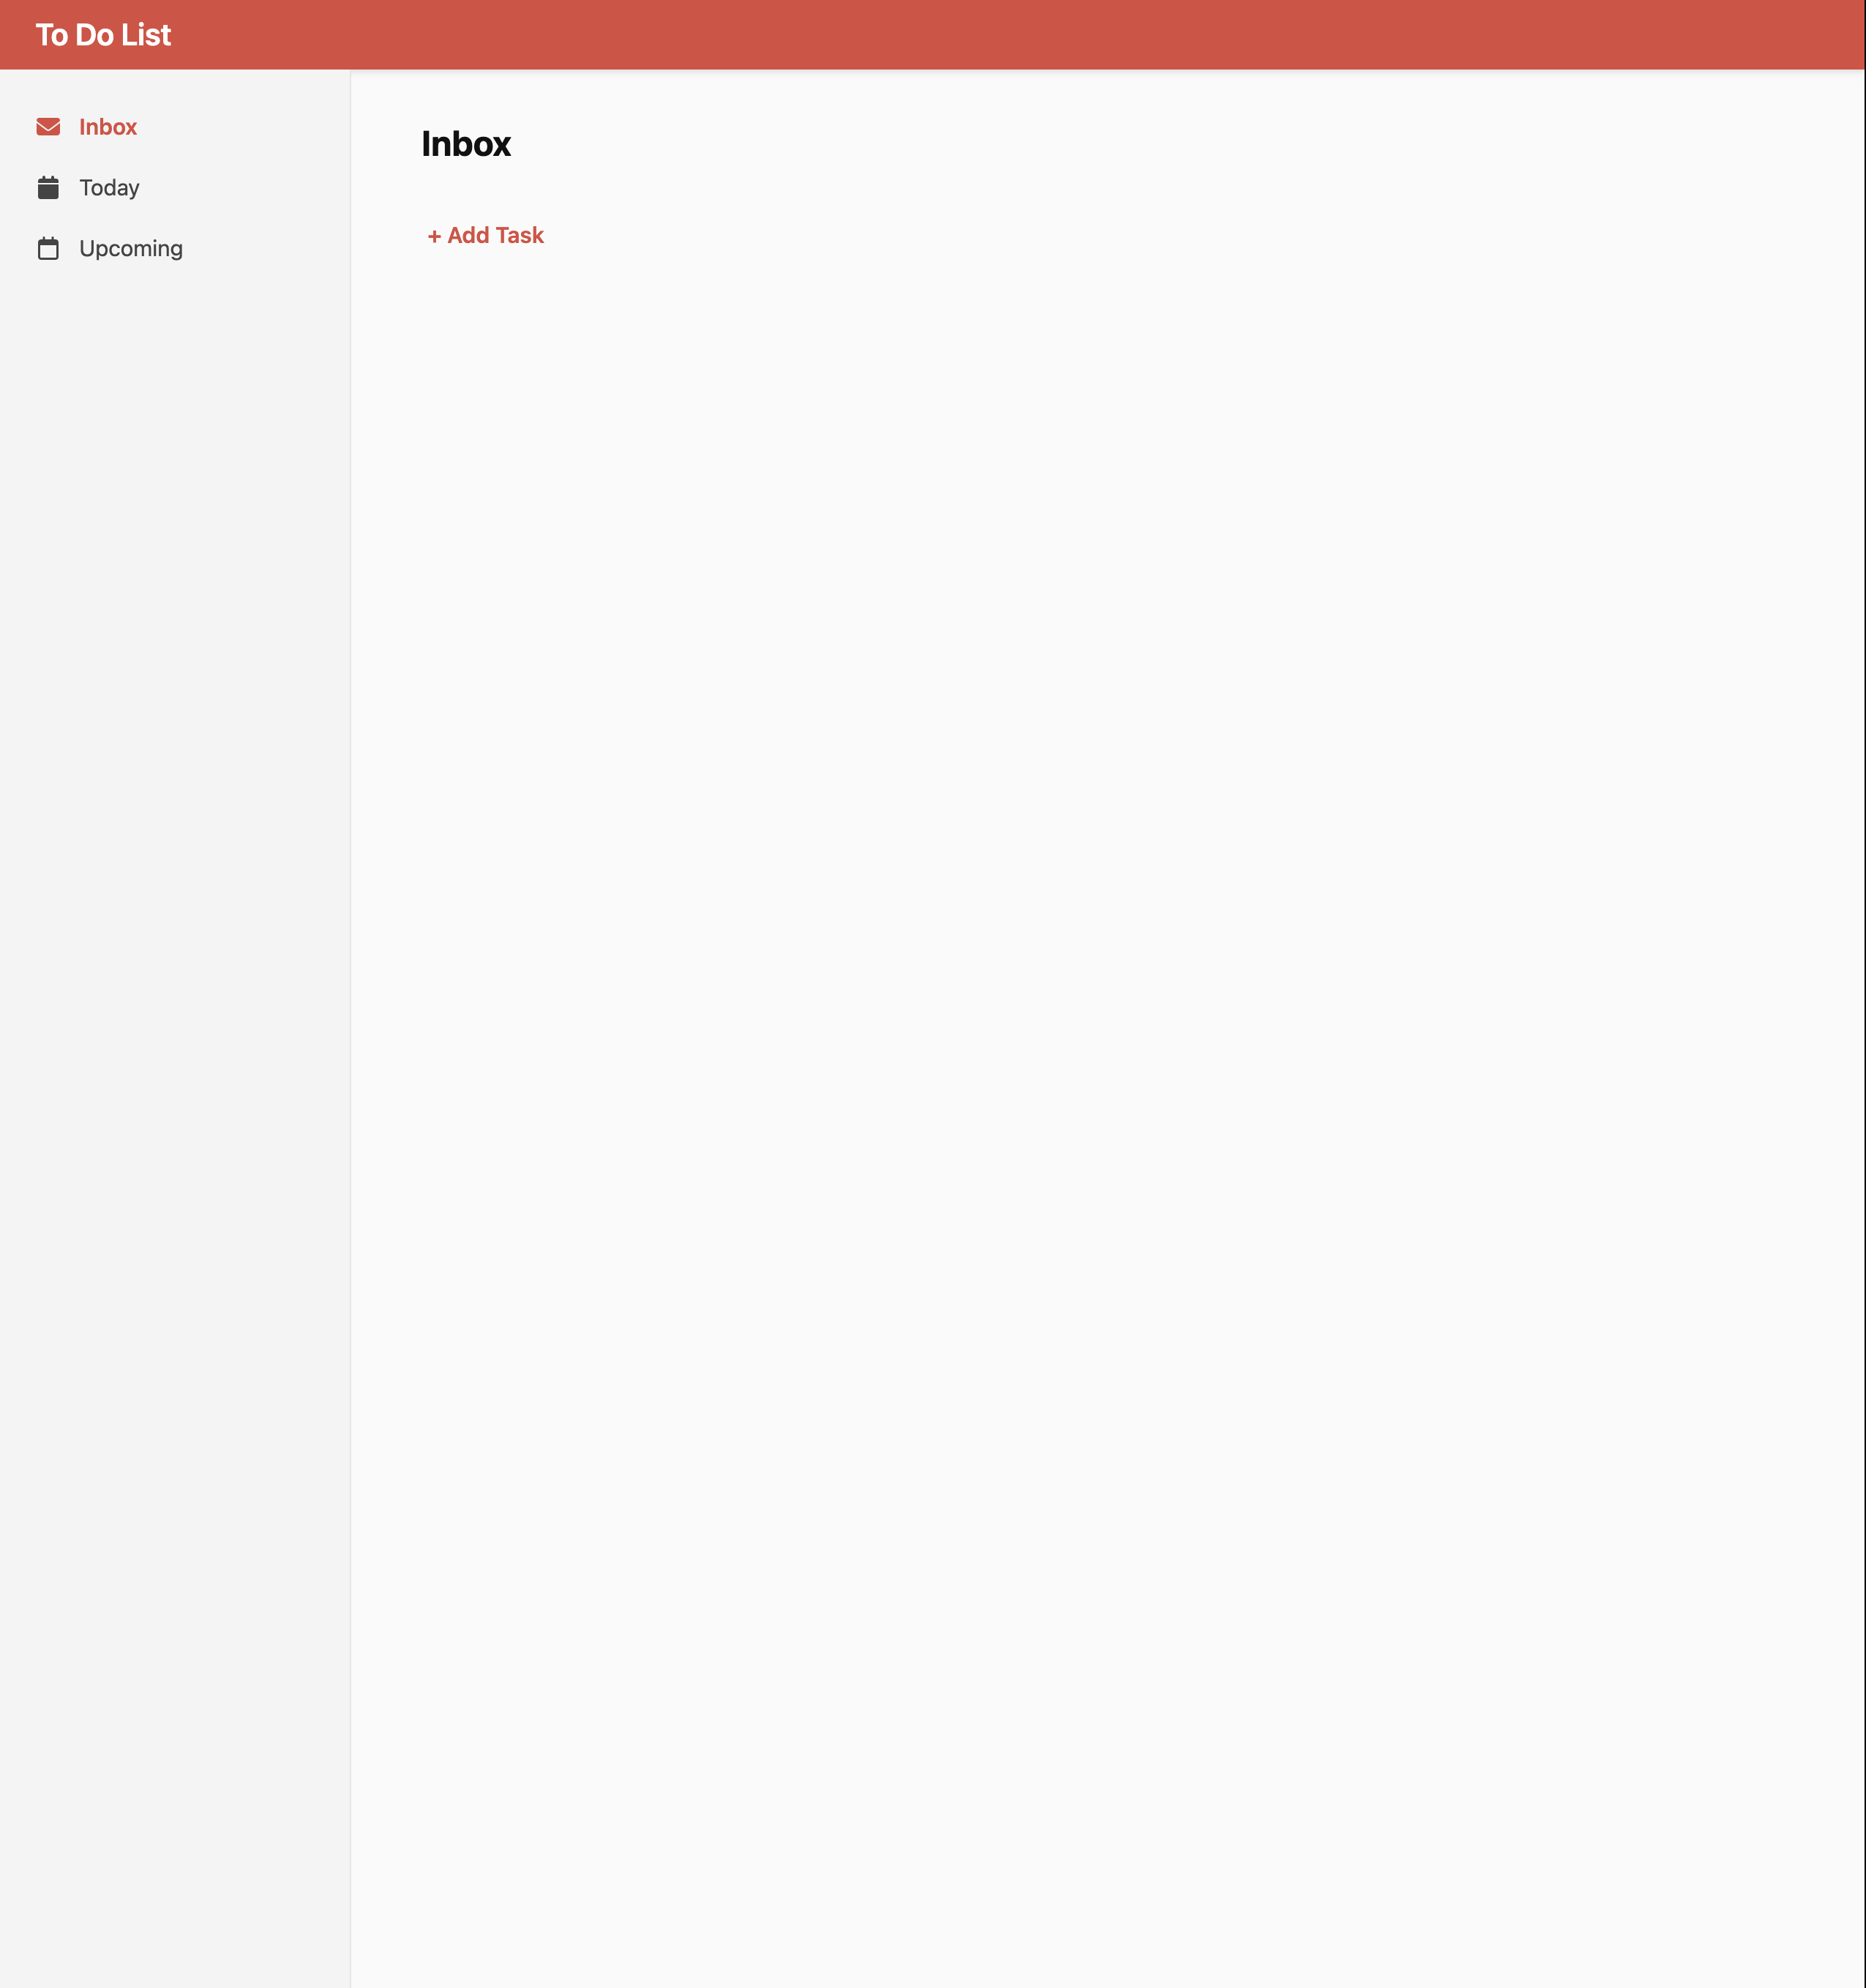 To Do List
Inbox
Today
Upcoming
Inbox
+ Add Task